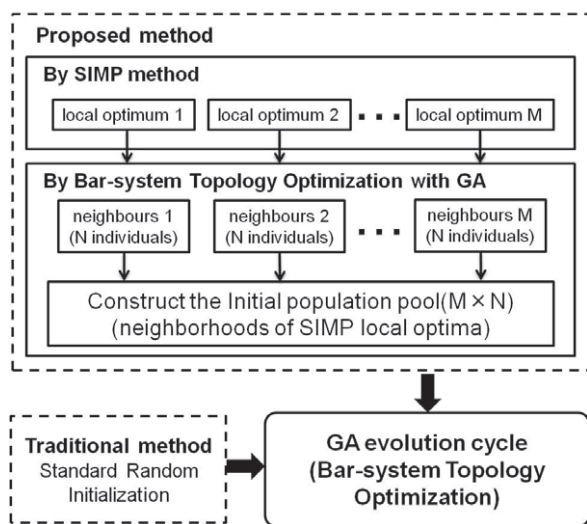 Proposed method
By SIMP method
local optimum 1
local optimum 2
▪ ▪ ▪
local optimum M
By Bar-system Topology Optimization with GA
neighbours 1
(N individuals)
neighbours 2
(N individuals)
▪ ▪ ▪
neighbours M
(N individuals)
Construct the Initial population pool(M × N)
(neighborhoods of SIMP local optima)
Traditional method
Standard Random
Initialization
GA evolution cycle
(Bar-system Topology
Optimization)